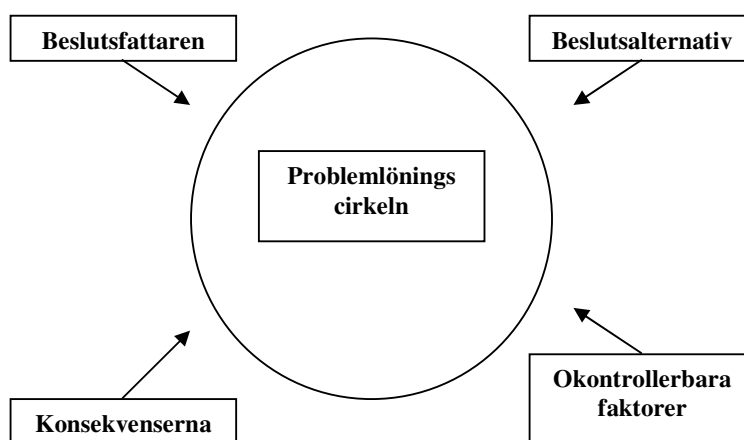 Beslutsfattaren
Beslutsalternativ
Problemlönings
cirkeln
Konsekvenserna
Okontrollerbara
faktorer